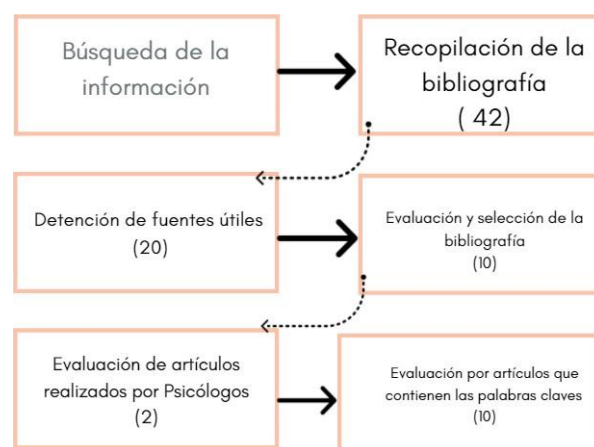 Búsqueda de la
información
Recopilación de la
bibliografía
( 42)
Detención de fuentes útiles
(20)
Evaluación y selección de la
bibliografía
(10)
Evaluación de artículos
realizados por Psicólogos
(2)
Evaluación por artículos que
contienen las palabras claves
(10)